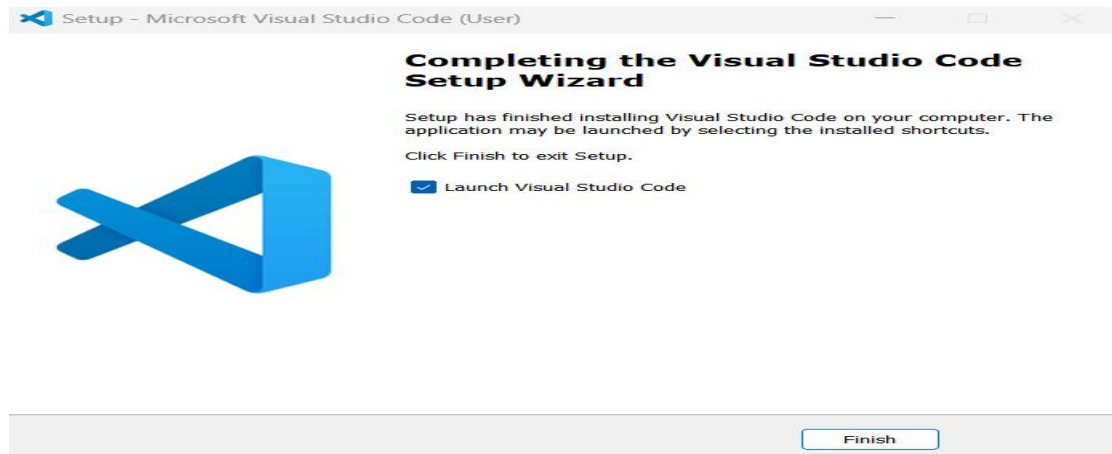 Setup - Microsoft Visual Studio Code (User)
Completing the Visual Studio Code
Setup Wizard
Setup has finished installing Visual Studio Code on your computer. The
application may be launched by selecting the installed shortcuts.
Click Finish to exit Setup.
Launch Visual Studio Code
Finish